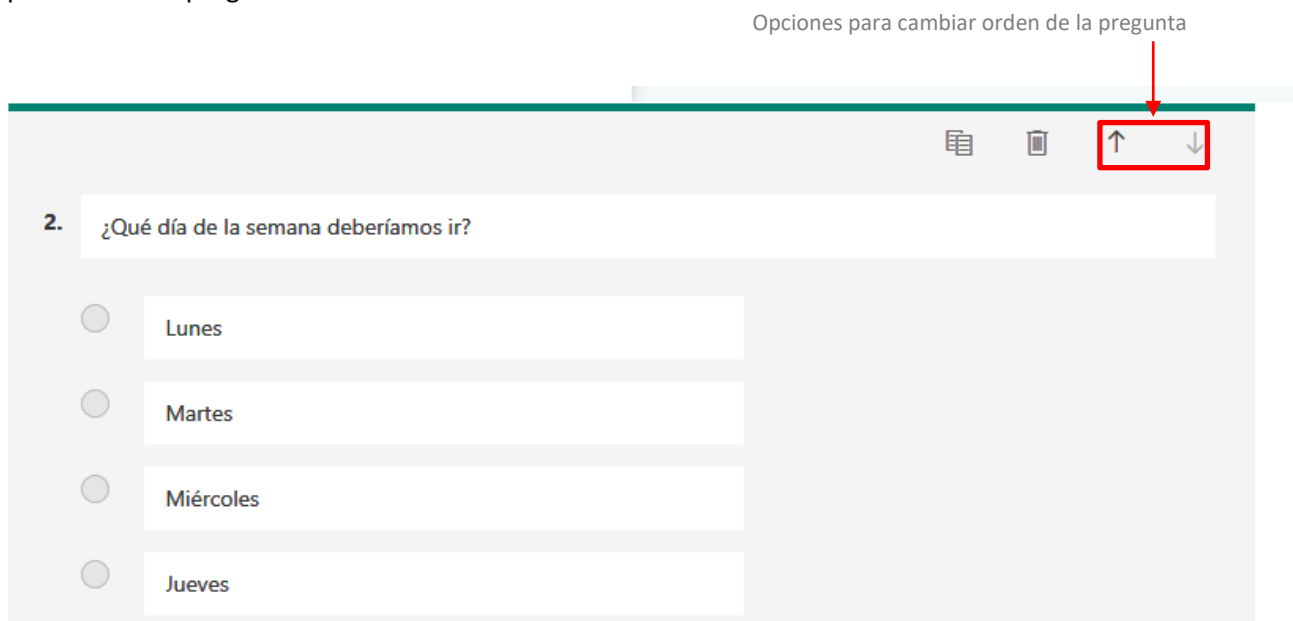 Opciones para cambiar orden de la pregunta
2. ¿Qué día de la semana deberíamos ir?
Lunes
Martes
Miércoles
Jueves